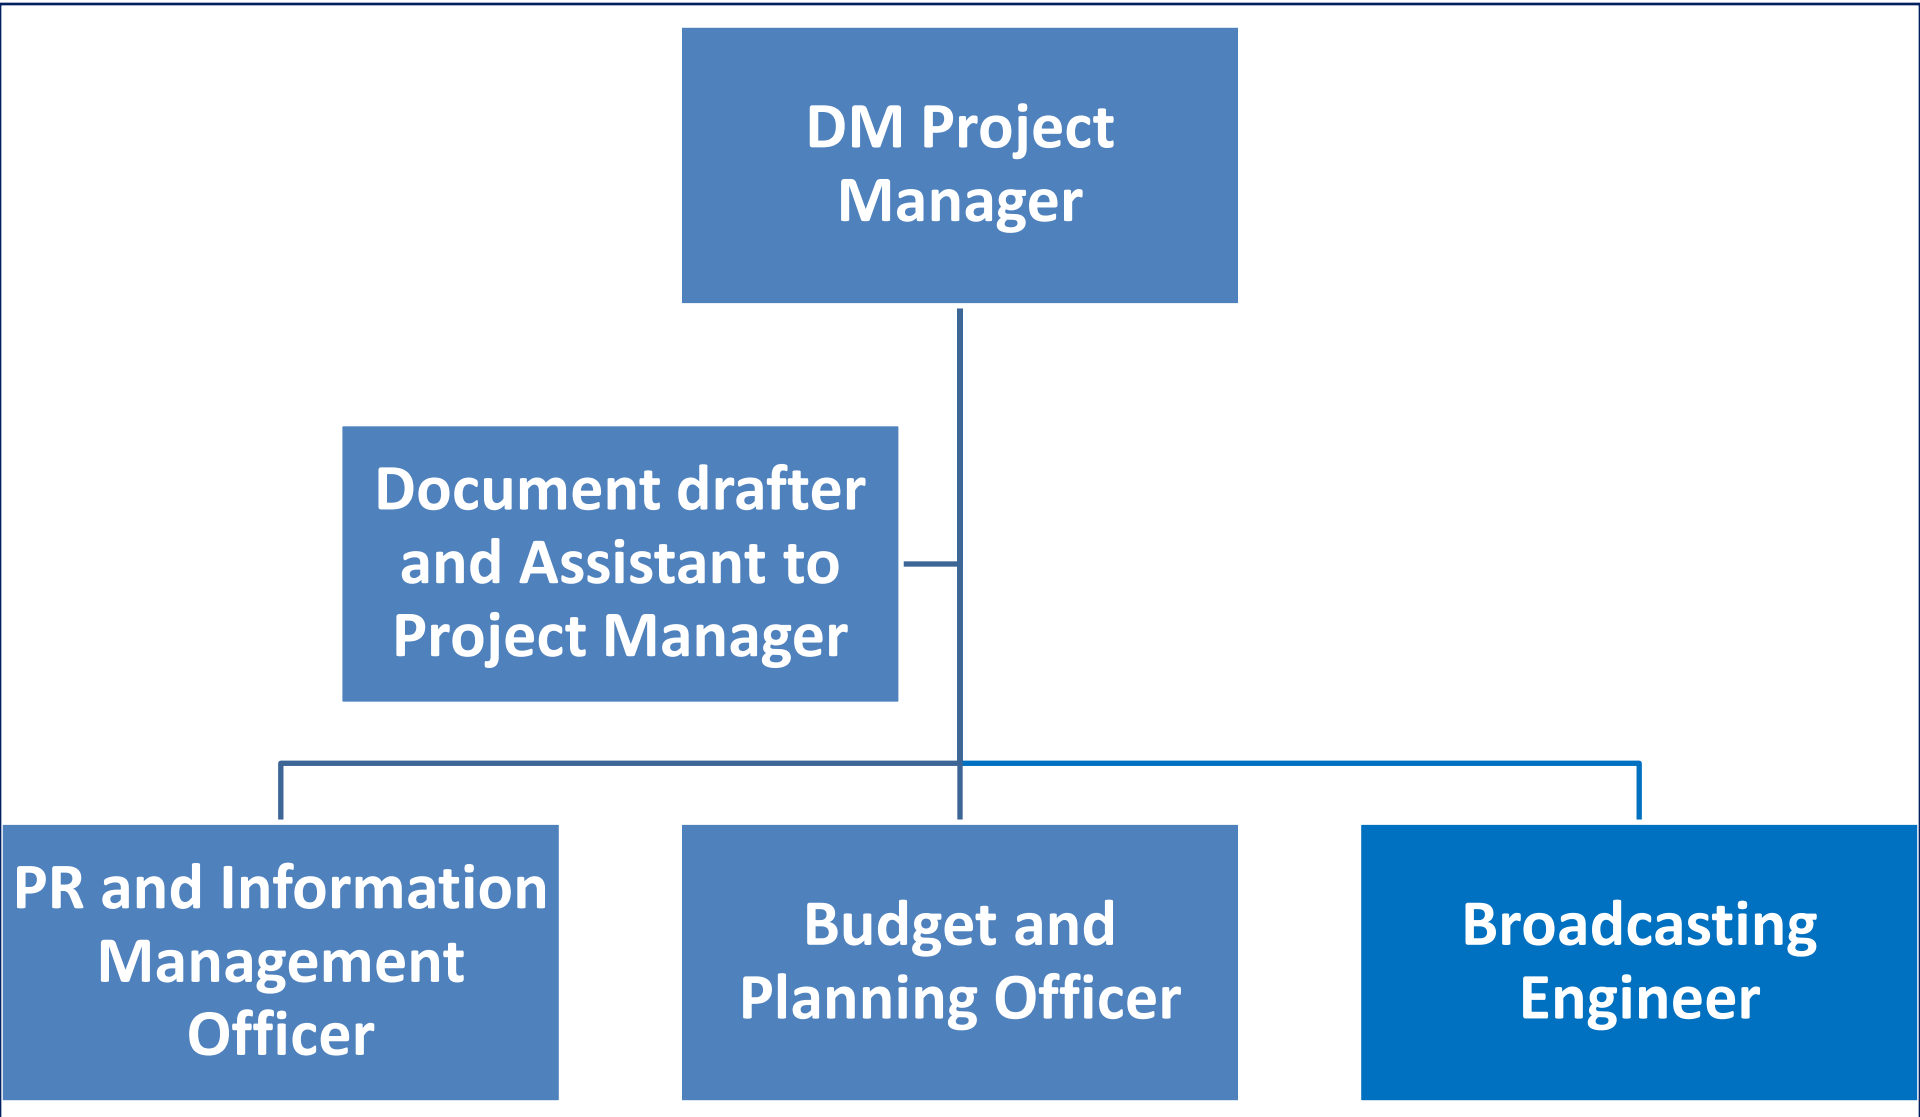 DM Project
Manager
Document drafter
and Assistant to
Project Manager
PR and Information
Management
Officer
Budget and
Planning Officer
Broadcasting
Engineer